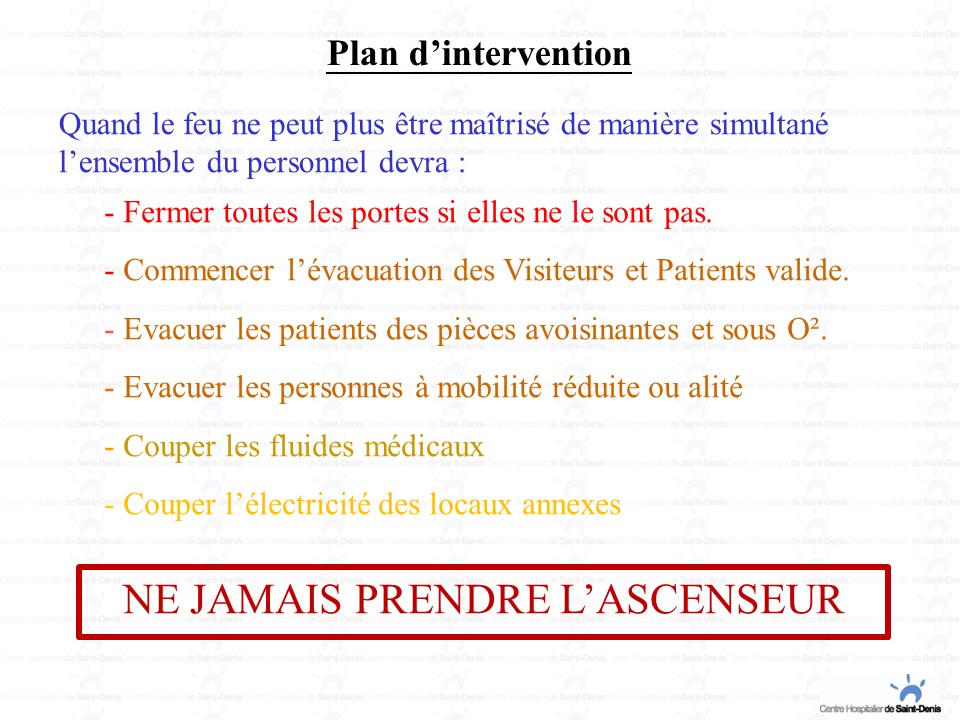 Plan d’intervention
Quand le feu ne peut plus être maîtrisé de manière simultané
l’ensemble du personnel devra :
- Fermer toutes les portes si elles ne le sont pas.
- Commencer l’évacuation des Visiteurs et Patients valide.
- Evacuer les patients des pièces avoisinantes et sous O².
- Evacuer les personnes à mobilité réduite ou alité
- Couper les fluides médicaux
- Couper l’électricité des locaux annexes
NE JAMAIS PRENDRE L’ASCENSEUR
Centre Hospitalier de Saint-Denis